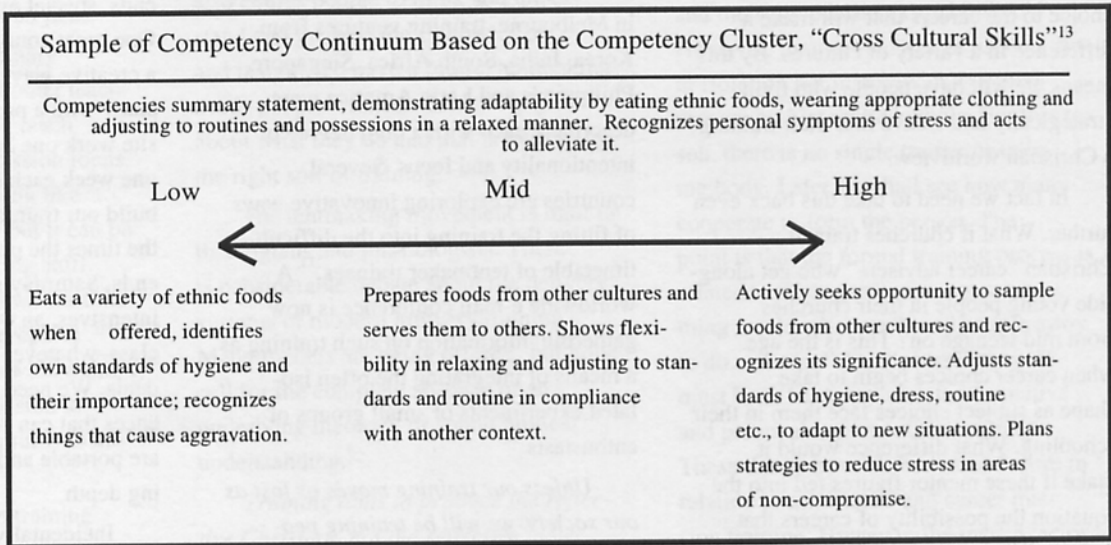 Sample of Competency Continuum Based on the Competency Cluster, “Cross Cultural Skills”13
Competencies summary statement, demonstrating adaptability by eating ethnic foods, wearing appropriate clothing and
adjusting to routines and possessions in a relaxed manner. Recognizes personal symptoms of stress and acts
to alleviate it.
Low Mid High
Eats a variety of ethnic foods
when offered, identifies
own standards of hygiene and
their importance; recognizes
things that cause aggravation.
Prepares foods from other cultures and
serves them to others. Shows flexi-
bility in relaxing and adjusting to stan-
dards and routine in compliance
with another context.
Actively seeks opportunity to sample
foods from other cultures and rec-
ognizes its significance. Adjusts stan-
dards of hygiene, dress, routine
etc., to adapt to new situations. Plans
strategies to reduce stress in areas
of non-compromise.